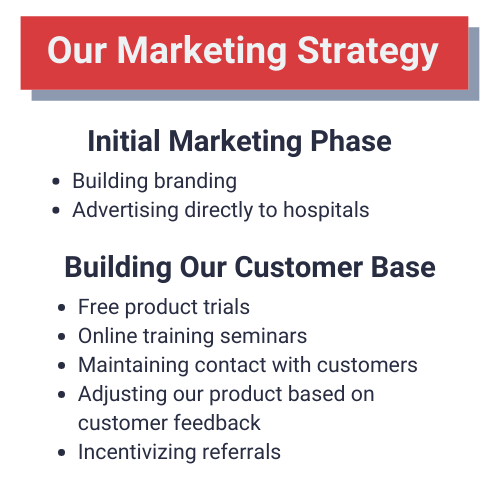 Our Marketing Strategy
Initial Marketing Phase
• Building branding
• Advertising directly to hospitals
Building Our Customer Base
• Free product trials
• Online training seminars
• Maintaining contact with customers
• Adjusting our product based on
customer feedback
• Incentivizing referrals